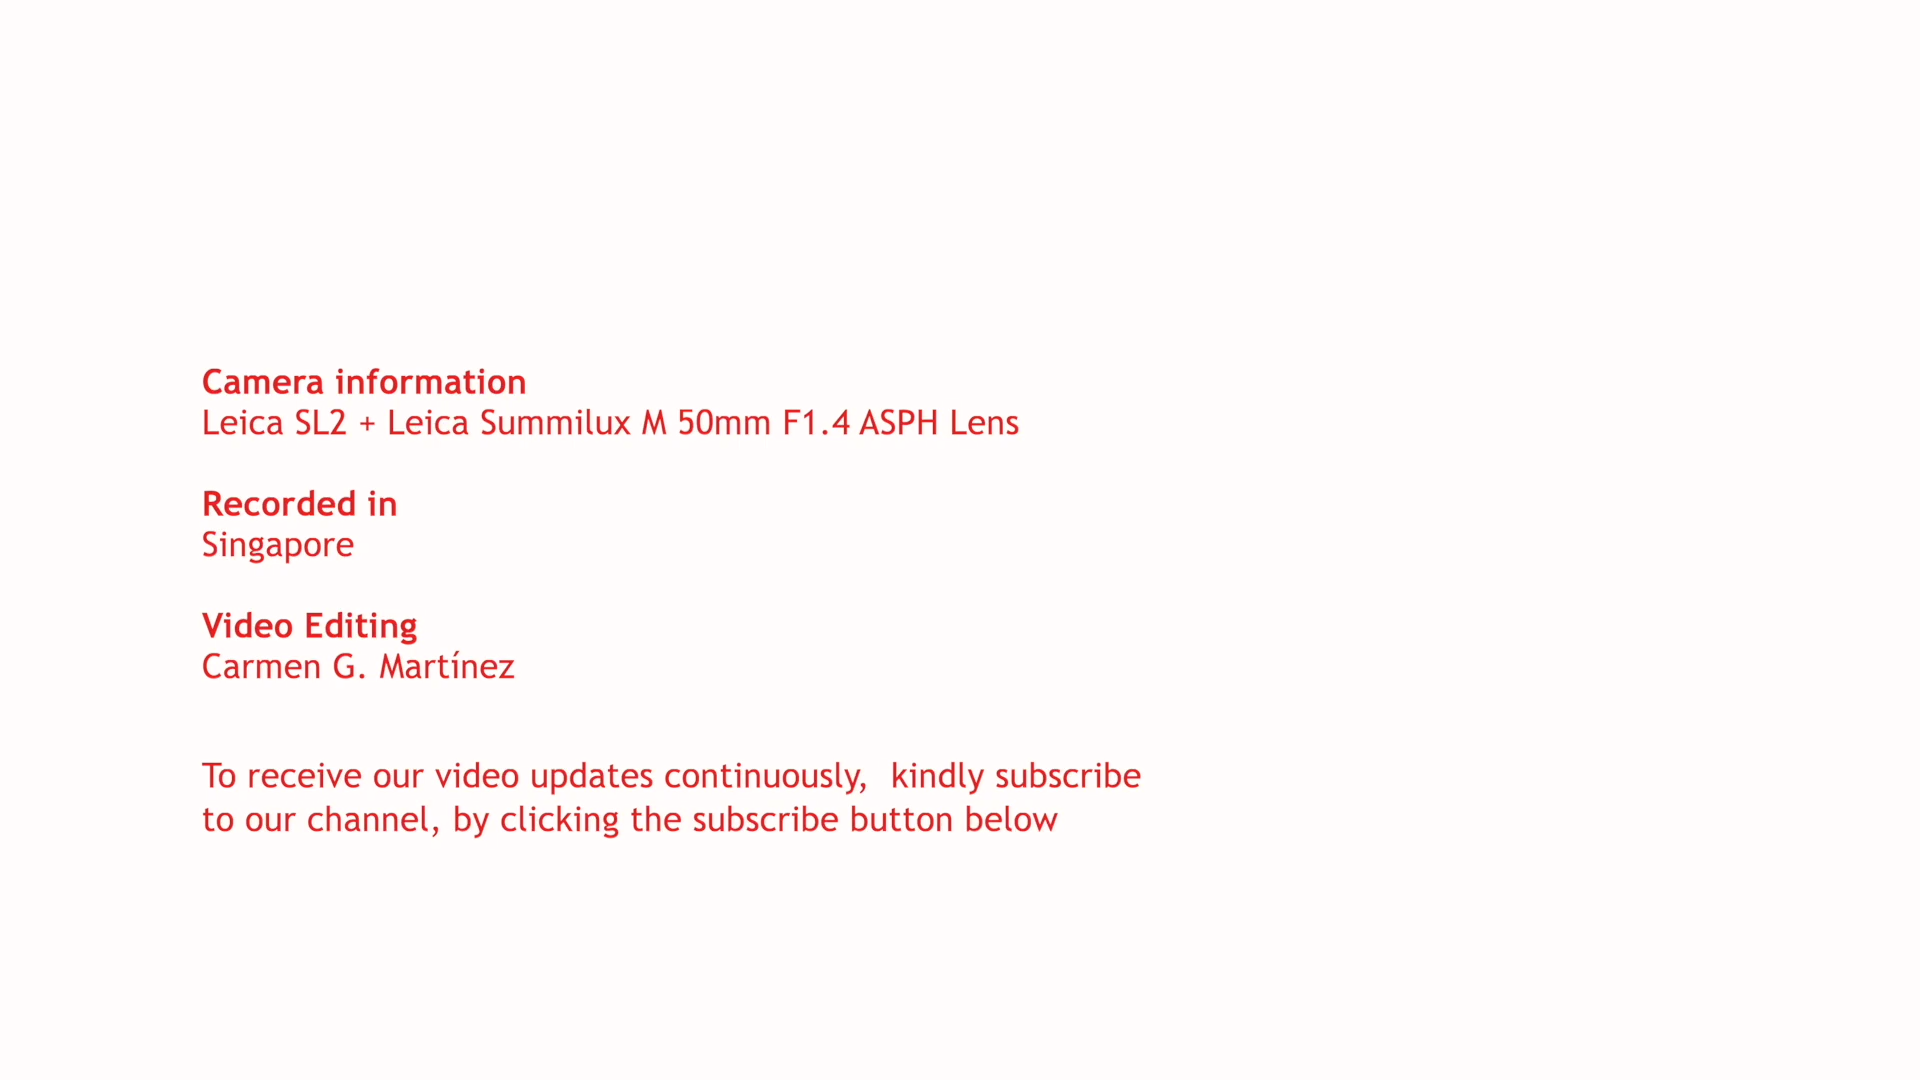 Camera information
Leica SL2 + Leica Summilux M 50mm F1.4 ASPH Lens
Recorded in
Singapore
Video Editing
Carmen G. Martínez
To receive our video updates continuously,  kindly subscribe
to our channel, by clicking the subscribe button below